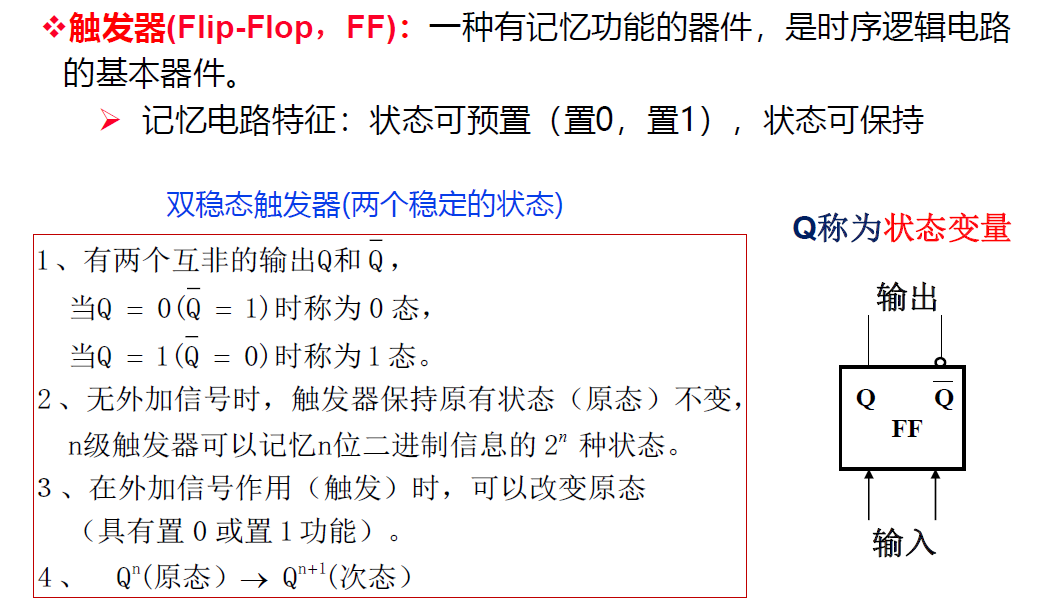 ❖触发器(Flip-Flop，FF)：一种有记忆功能的器件，是时序逻辑电路
的基本器件。
➢ 记忆电路特征：状态可预置（置0，置1），状态可保持
双稳态触发器(两个稳定的状态)
1、有两个互非的输出Q和Q̅，
当Q = 0(Q̅ = 1)时称为0态，
当Q = 1(Q̅ = 0)时称为1态。
2、无外加信号时，触发器保持原有状态（原态）不变，
n级触发器可以记忆n位二进制信息的 2ⁿ 种状态。
3、在外加信号作用（触发）时，可以改变原态
（具有置0或置1功能）。
4、 Qⁿ(原态）→ Qⁿ⁺¹(次态）
Q称为状态变量
输出
Q Q̅
FF
输入